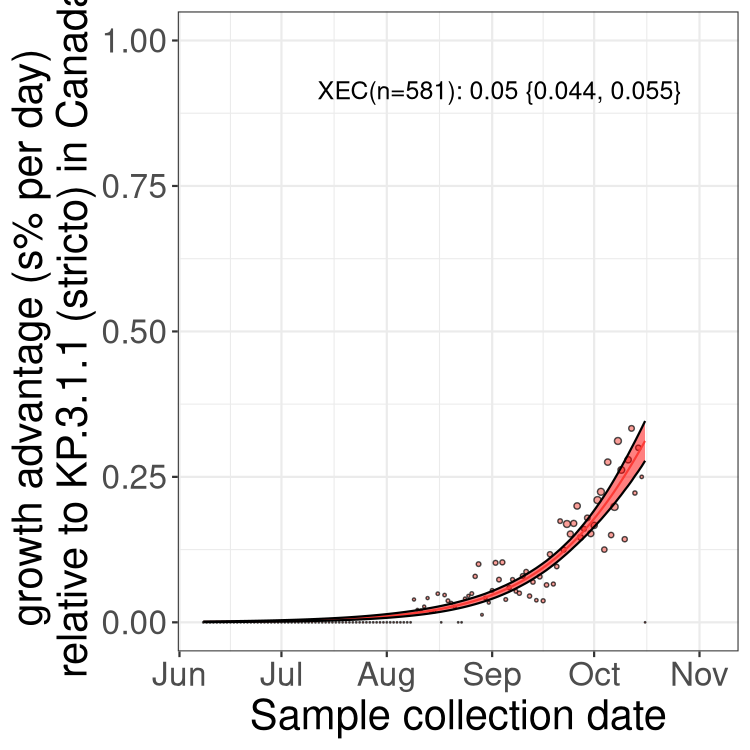 growth advantage (s% per day)
relative to KP.3.1.1 (stricto) in Canada
1.00
0.75
0.50
0.25
0.00
XEC(n=581): 0.05 {0.044, 0.055}
Jun Jul Aug Sep Oct Nov
Sample collection date